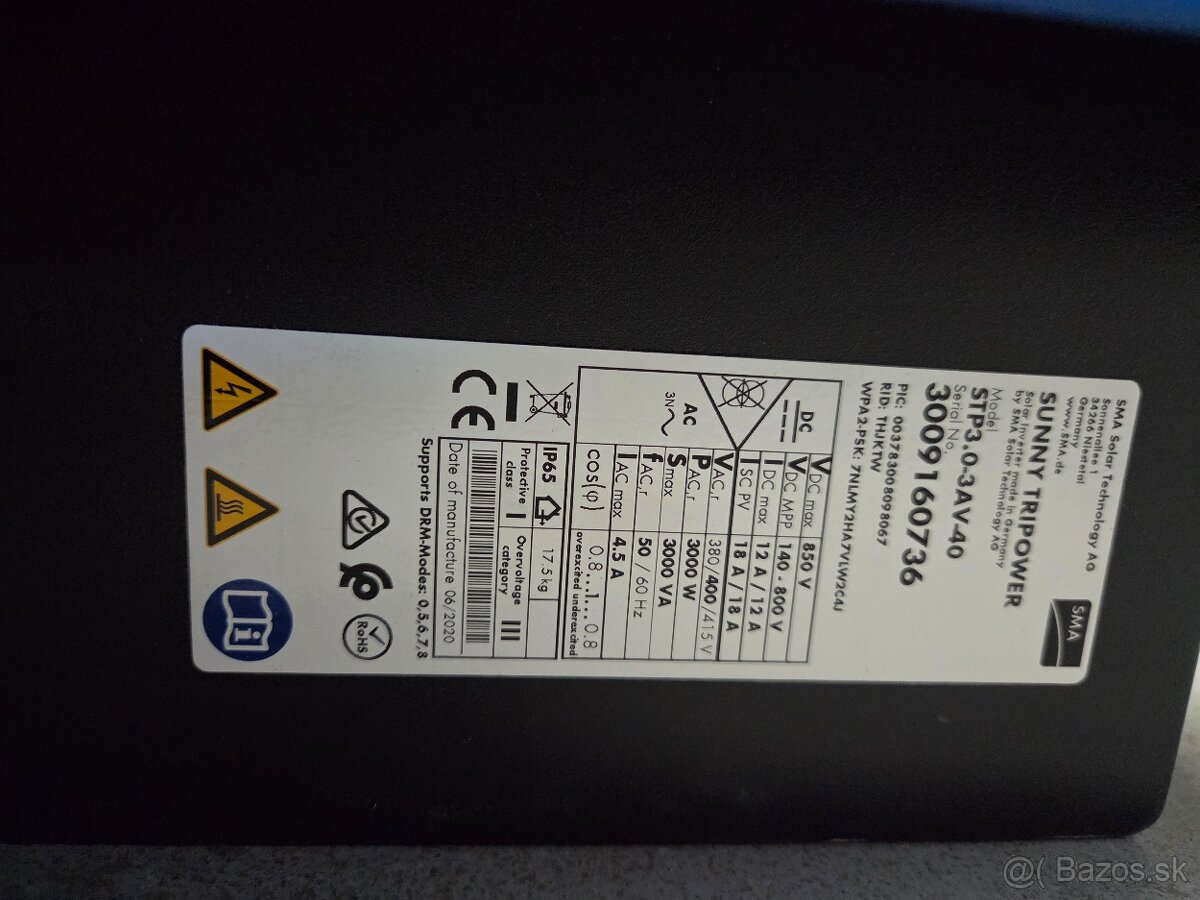 SMA Solar Technology AG
Sonnenallee 1
34266 Niestetal
Germany
www.SMA.de
SMA
SUNNY TRIPOWER
Solar Inverter made in Germany
by SMA Solar Technology AG
Model
STP3.0-3AV-40
Serial No.
3009160736
PIC: 003783008098067
RID: THJKTW
WPA2-PSK: 7NLMY2HA7VLW2C4J
DC
V DC max 850 V
V DC MPP 140 - 800 V
I DC max 12 A / 12 A
I SC PV 18 A / 18 A
AC
3N
V AC,r 380/400/415 V
P AC,r 3000 W
S max 3000 VA
f AC,r 50 / 60 Hz
I AC max 4.5 A
cos(φ) 0.8...1...0.8
overexcited underexcited
IP65 17.5 kg
Protective class I
Overvoltage category III
CE
Date of manufacture 06/2020
Supports DRM-Modes: 0,5,6,7,8
RoHS
i
@( Bazos.sk